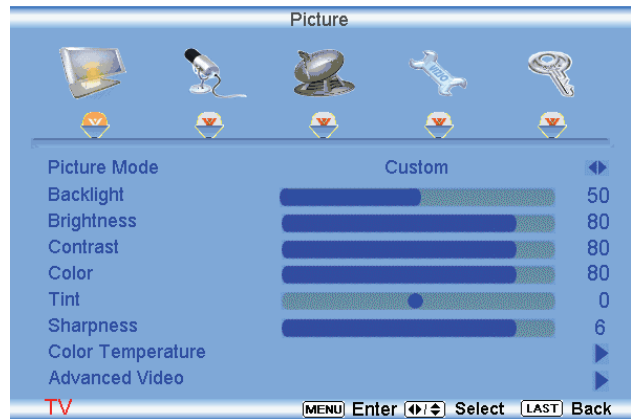 Picture
VIZIO
Picture Mode Custom
Backlight 50
Brightness 80
Contrast 80
Color 80
Tint 0
Sharpness 6
Color Temperature
Advanced Video
TV MENU Enter / Select LAST Back